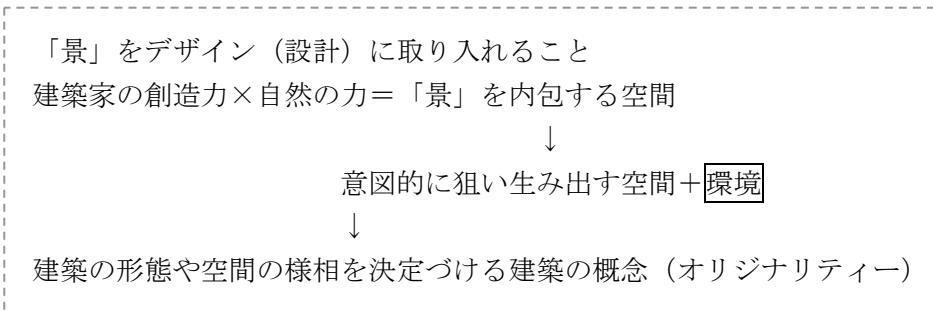 「景」をデザイン（設計）に取り入れること
建築家の創造力×自然の力＝「景」を内包する空間
↓
意図的に狙い生み出す空間＋環境
↓
建築の形態や空間の様相を決定づける建築の概念（オリジナリティー）